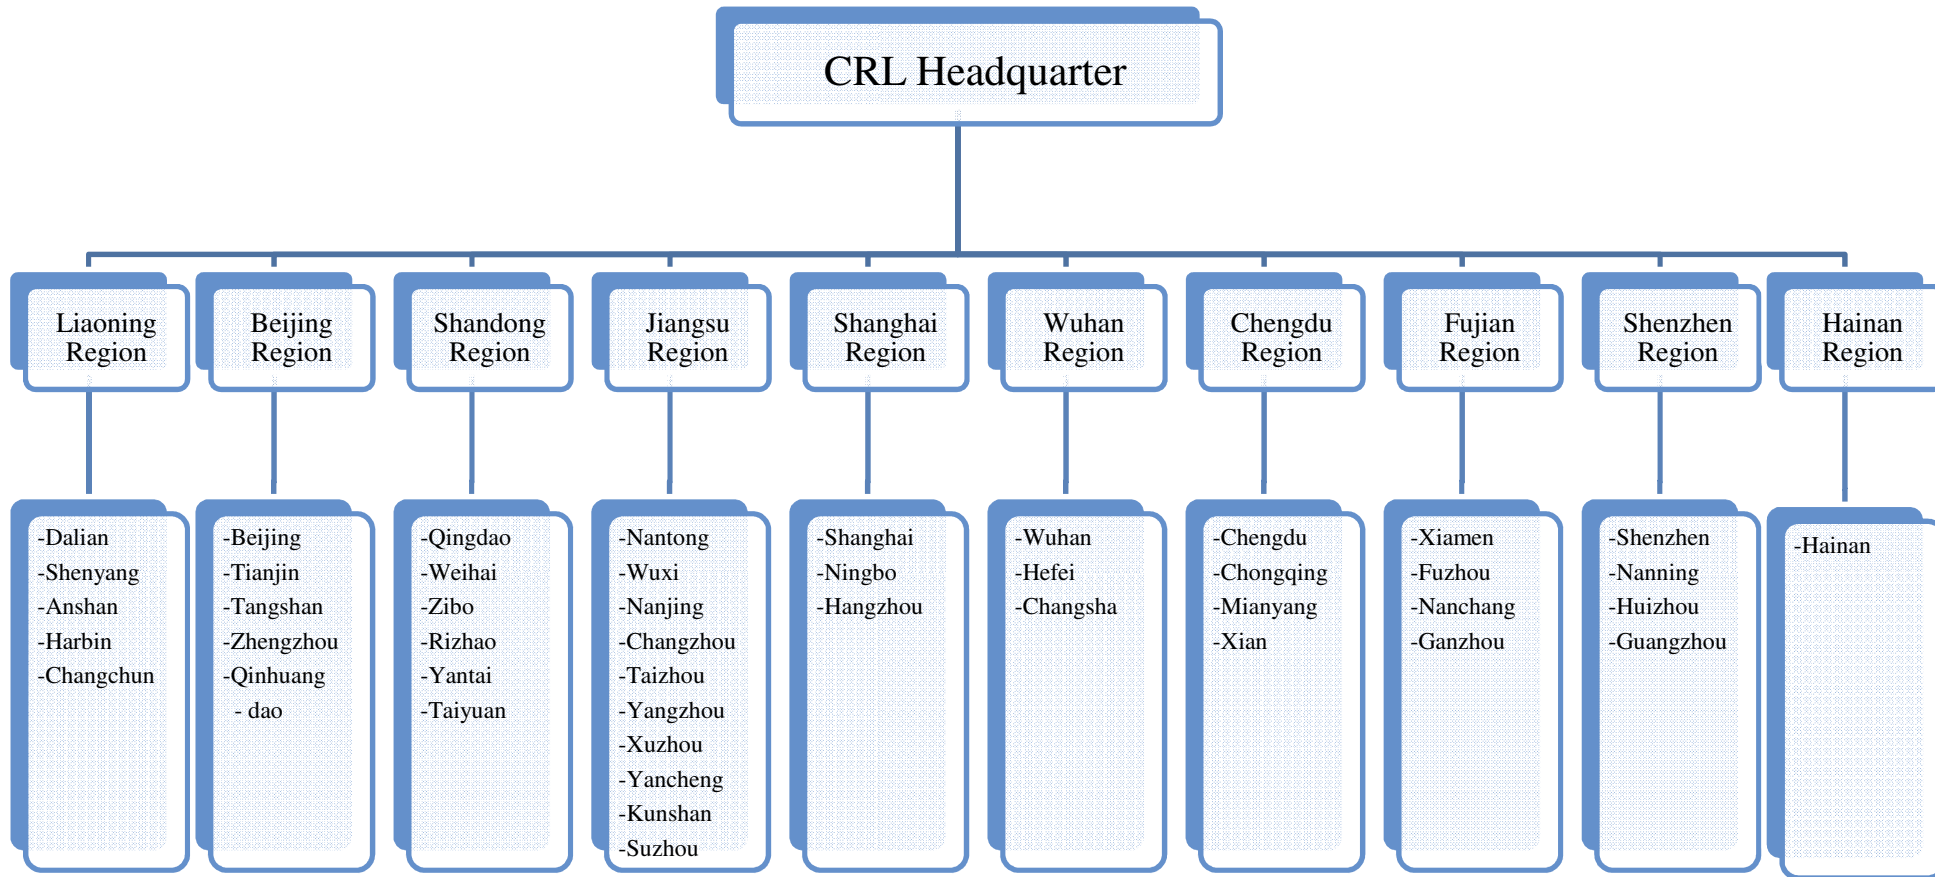 CRL Headquarter
Liaoning
Region
Beijing
Region
Shandong
Region
Jiangsu
Region
Shanghai
Region
Wuhan
Region
Chengdu
Region
Fujian
Region
Shenzhen
Region
Hainan
Region
-Dalian
-Shenyang
-Anshan
-Harbin
-Changchun
-Beijing
-Tianjin
-Tangshan
-Zhengzhou
-Qinhuang
- dao
-Qingdao
-Weihai
-Zibo
-Rizhao
-Yantai
-Taiyuan
-Nantong
-Wuxi
-Nanjing
-Changzhou
-Taizhou
-Yangzhou
-Xuzhou
-Yancheng
-Kunshan
-Suzhou
-Shanghai
-Ningbo
-Hangzhou
-Wuhan
-Hefei
-Changsha
-Chengdu
-Chongqing
-Mianyang
-Xian
-Xiamen
-Fuzhou
-Nanchang
-Ganzhou
-Shenzhen
-Nanning
-Huizhou
-Guangzhou
-Hainan